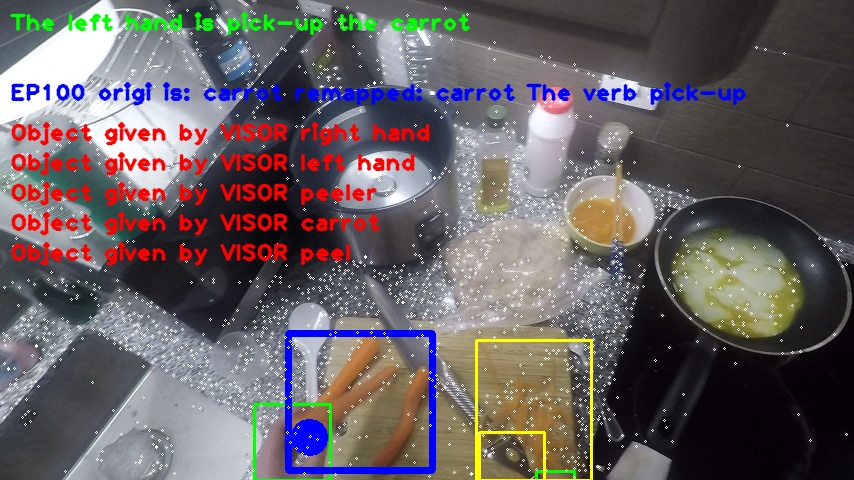 The left hand is pick-up the carrot
EP100 origi is: carrot remapped: carrot The verb pick-up
Object given by VISOR right hand
Object given by VISOR left hand
Object given by VISOR peeler
Object given by VISOR carrot
Object given by VISOR peel